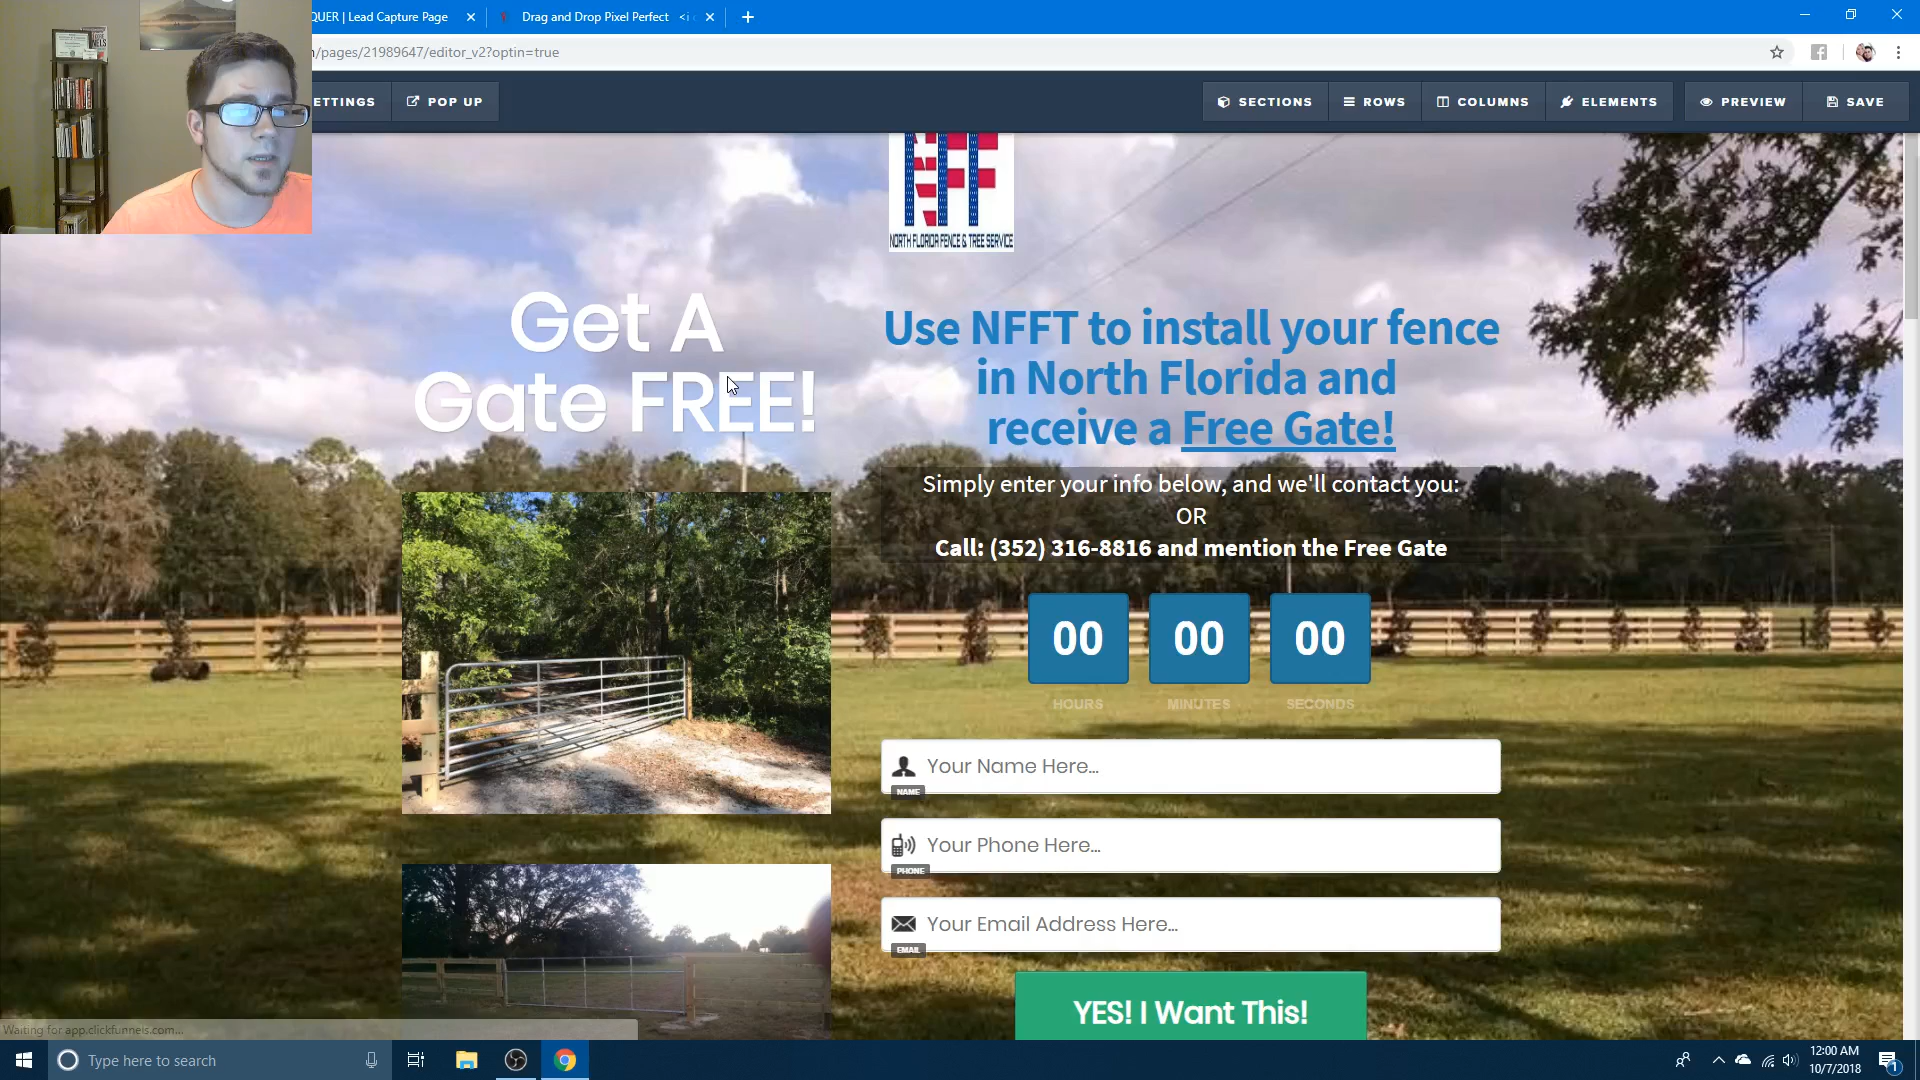 QUER | Lead Capture Page
Drag and Drop Pixel Perfect <i
/pages/21989647/editor_v2?optin=true
ETTINGS
POP UP
SECTIONS
ROWS
COLUMNS
ELEMENTS
PREVIEW
SAVE
NFF
NORTH FLORIDA FENCE & TREE SERVICE
Get A
Gate FREE!
Use NFFT to install your fence
in North Florida and
receive a Free Gate!
Simply enter your info below, and we'll contact you:
OR
Call: (352) 316-8816 and mention the Free Gate
00 00 00
HOURS MINUTES SECONDS
Your Name Here...
NAME
Your Phone Here...
PHONE
Your Email Address Here...
EMAIL
YES! I Want This!
Waiting for app.clickfunnels.com...
Type here to search
12:00 AM
10/7/2018
1